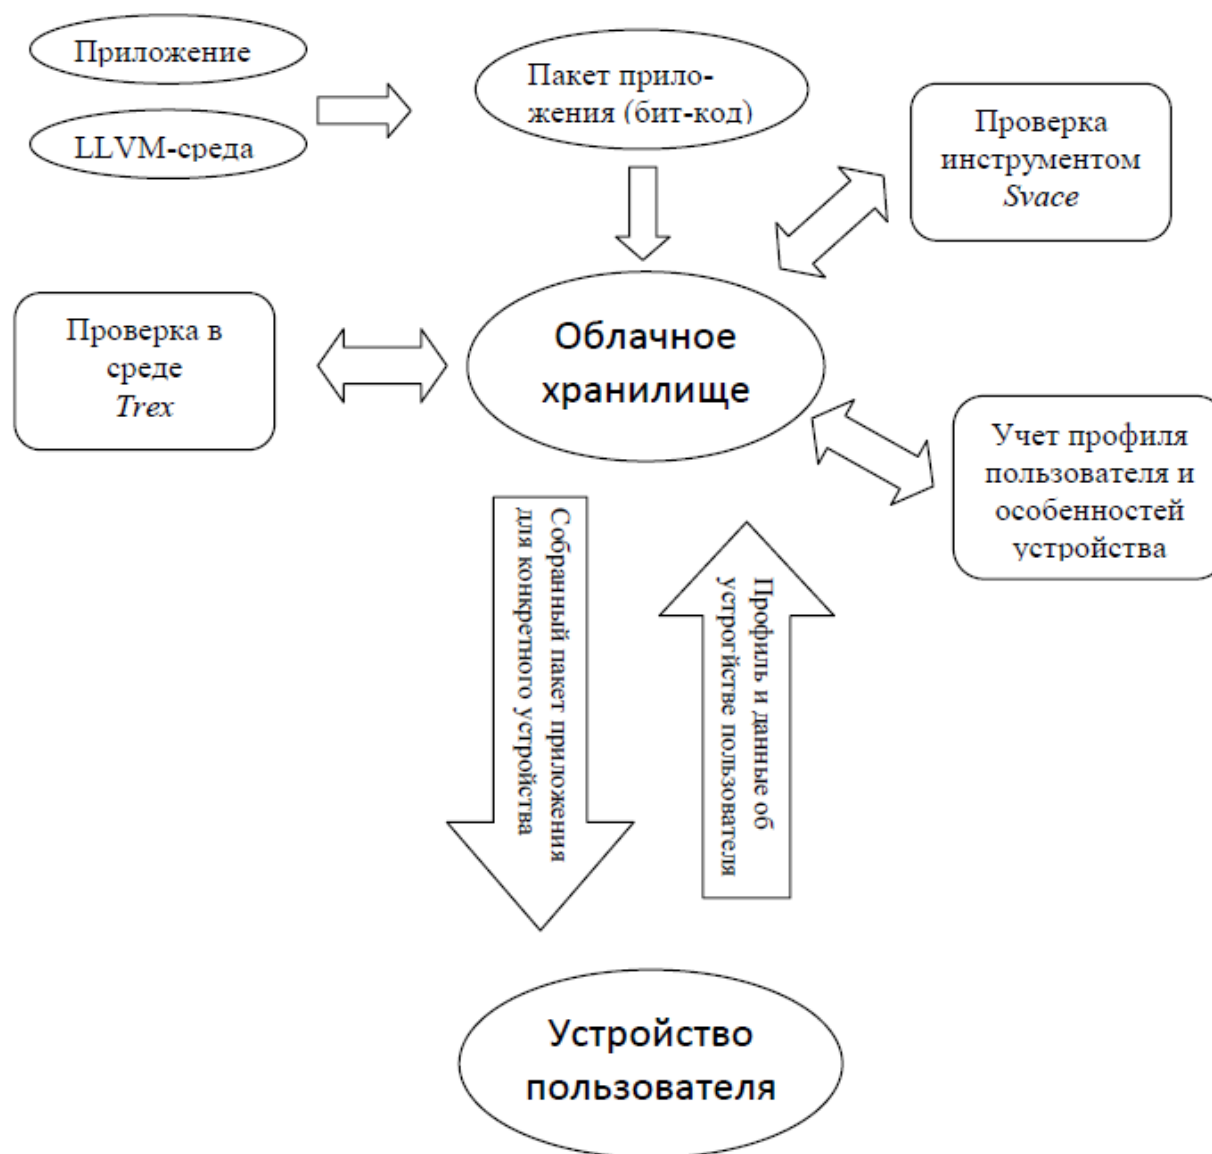 Приложение
LLVM-среда
Пакет прило-
жения (бит-код)
Проверка
инструментом
Svace
Проверка в
среде
Trex
Облачное
хранилище
Учет профиля
пользователя и
особенностей
устройства
Собранный пакет приложения
для конкретного устройства
Профиль и данные об
устрогйстве пользователя
Устройство
пользователя